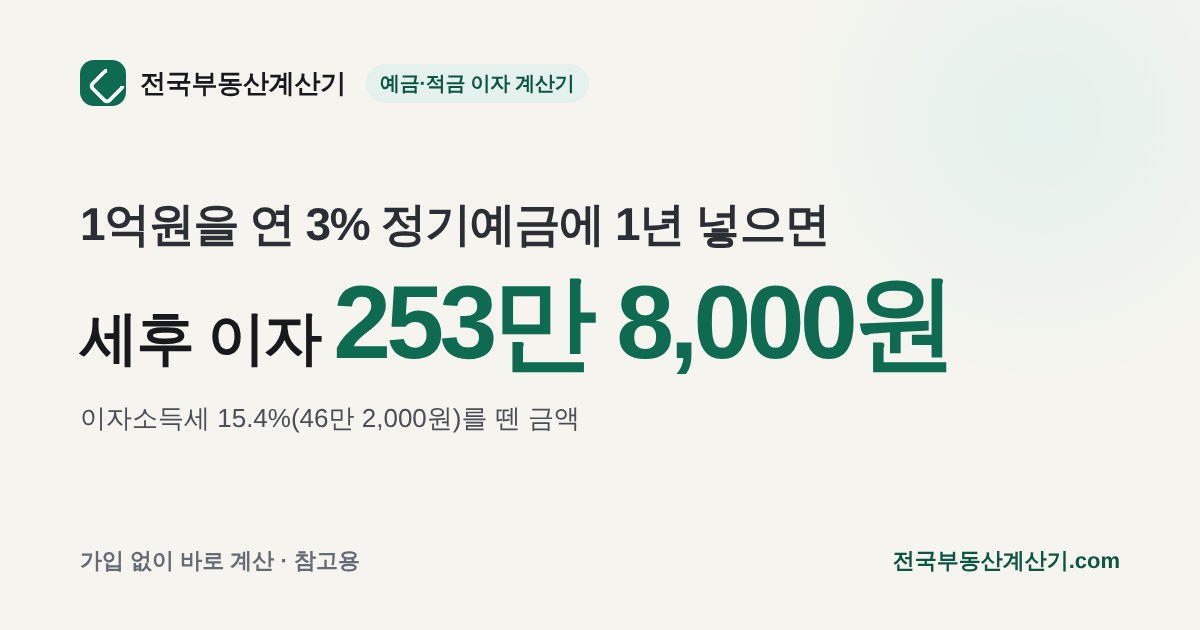 전국부동산계산기 예금·적금 이자 계산기
1억원을 연 3% 정기예금에 1년 넣으면
세후 이자 253만 8,000원
이자소득세 15.4%(46만 2,000원)를 뗀 금액
가입 없이 바로 계산 · 참고용 전국부동산계산기.com